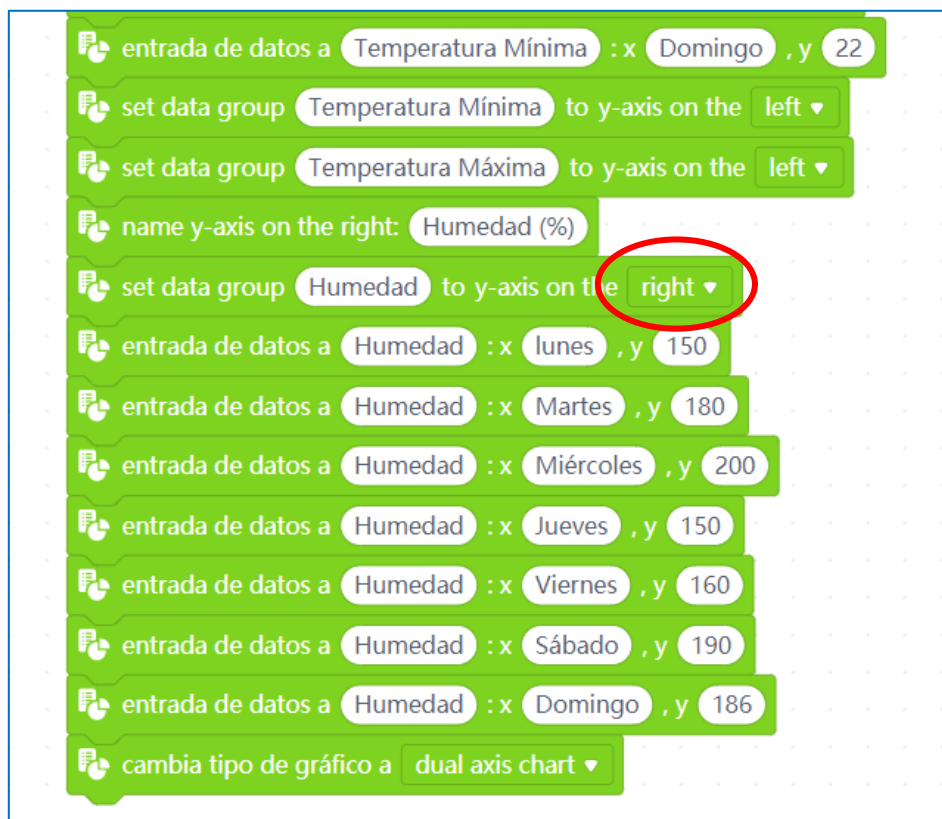 entrada de datos a Temperatura Mínima : x Domingo , y 22
set data group Temperatura Mínima to y-axis on the left
set data group Temperatura Máxima to y-axis on the left
name y-axis on the right: Humedad (%)
set data group Humedad to y-axis on the right
entrada de datos a Humedad : x lunes , y 150
entrada de datos a Humedad : x Martes , y 180
entrada de datos a Humedad : x Miércoles , y 200
entrada de datos a Humedad : x Jueves , y 150
entrada de datos a Humedad : x Viernes , y 160
entrada de datos a Humedad : x Sábado , y 190
entrada de datos a Humedad : x Domingo , y 186
cambia tipo de gráfico a dual axis chart